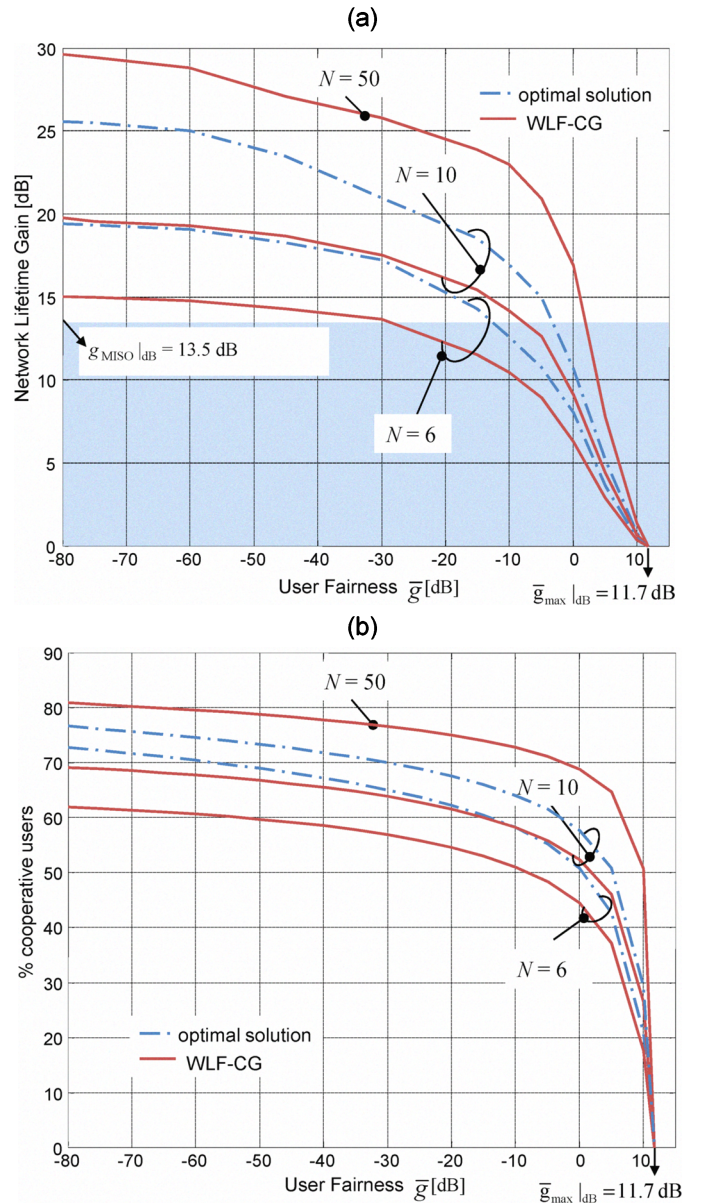 (a)
30
25
20
15
10
5
0
Network Lifetime Gain [dB]
N = 50
optimal solution
WLF-CG
N = 10
g MISO |dB = 13.5 dB
N = 6
-80 -70 -60 -50 -40 -30 -20 -10 0 10
User Fairness g̅ [dB]
g̅max |dB = 11.7 dB
(b)
90
80
70
60
50
40
30
20
10
0
% cooperative users
N = 50
N = 10
N = 6
optimal solution
WLF-CG
-80 -70 -60 -50 -40 -30 -20 -10 0 10
User Fairness g̅ [dB]
g̅max |dB = 11.7 dB